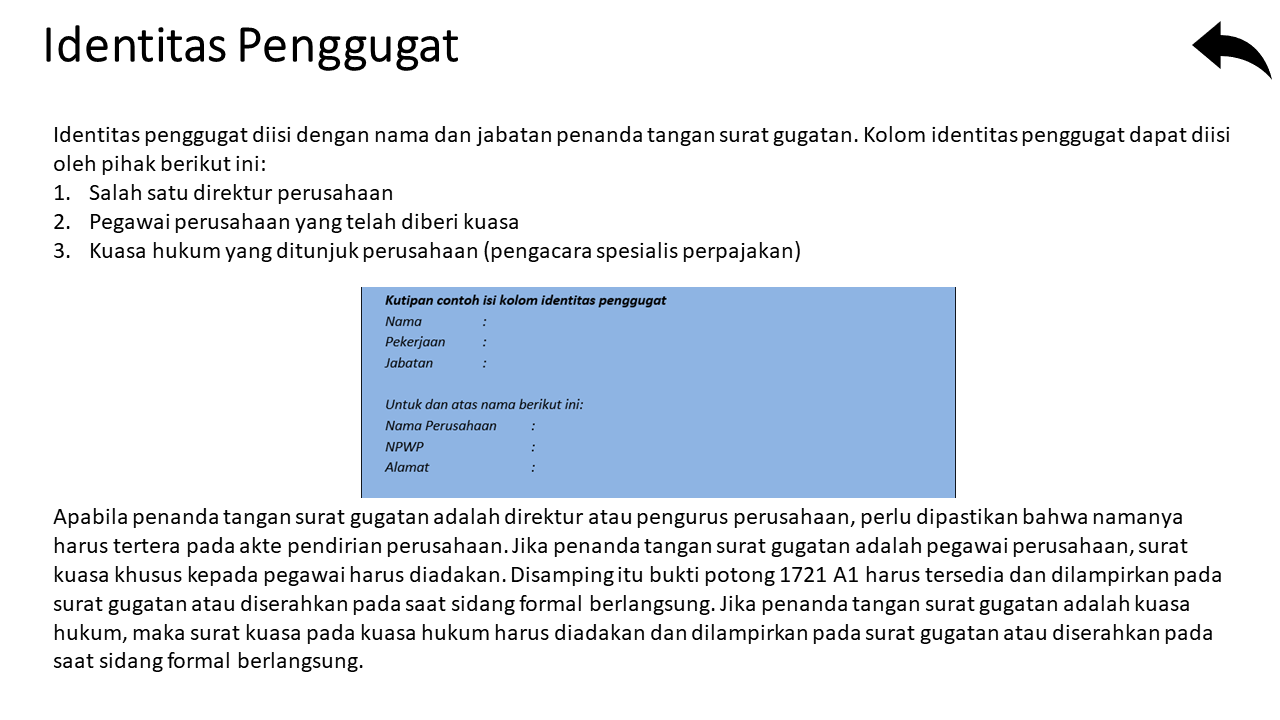 Identitas Penggugat
Identitas penggugat diisi dengan nama dan jabatan penanda tangan surat gugatan. Kolom identitas penggugat dapat diisi
oleh pihak berikut ini:
1. Salah satu direktur perusahaan
2. Pegawai perusahaan yang telah diberi kuasa
3. Kuasa hukum yang ditunjuk perusahaan (pengacara spesialis perpajakan)
Kutipan contoh isi kolom identitas penggugat
Nama :
Pekerjaan :
Jabatan :
Untuk dan atas nama berikut ini:
Nama Perusahaan :
NPWP :
Alamat :
Apabila penanda tangan surat gugatan adalah direktur atau pengurus perusahaan, perlu dipastikan bahwa namanya
harus tertera pada akte pendirian perusahaan. Jika penanda tangan surat gugatan adalah pegawai perusahaan, surat
kuasa khusus kepada pegawai harus diadakan. Disamping itu bukti potong 1721 A1 harus tersedia dan dilampirkan pada
surat gugatan atau diserahkan pada saat sidang formal berlangsung. Jika penanda tangan surat gugatan adalah kuasa
hukum, maka surat kuasa pada kuasa hukum harus diadakan dan dilampirkan pada surat gugatan atau diserahkan pada
saat sidang formal berlangsung.